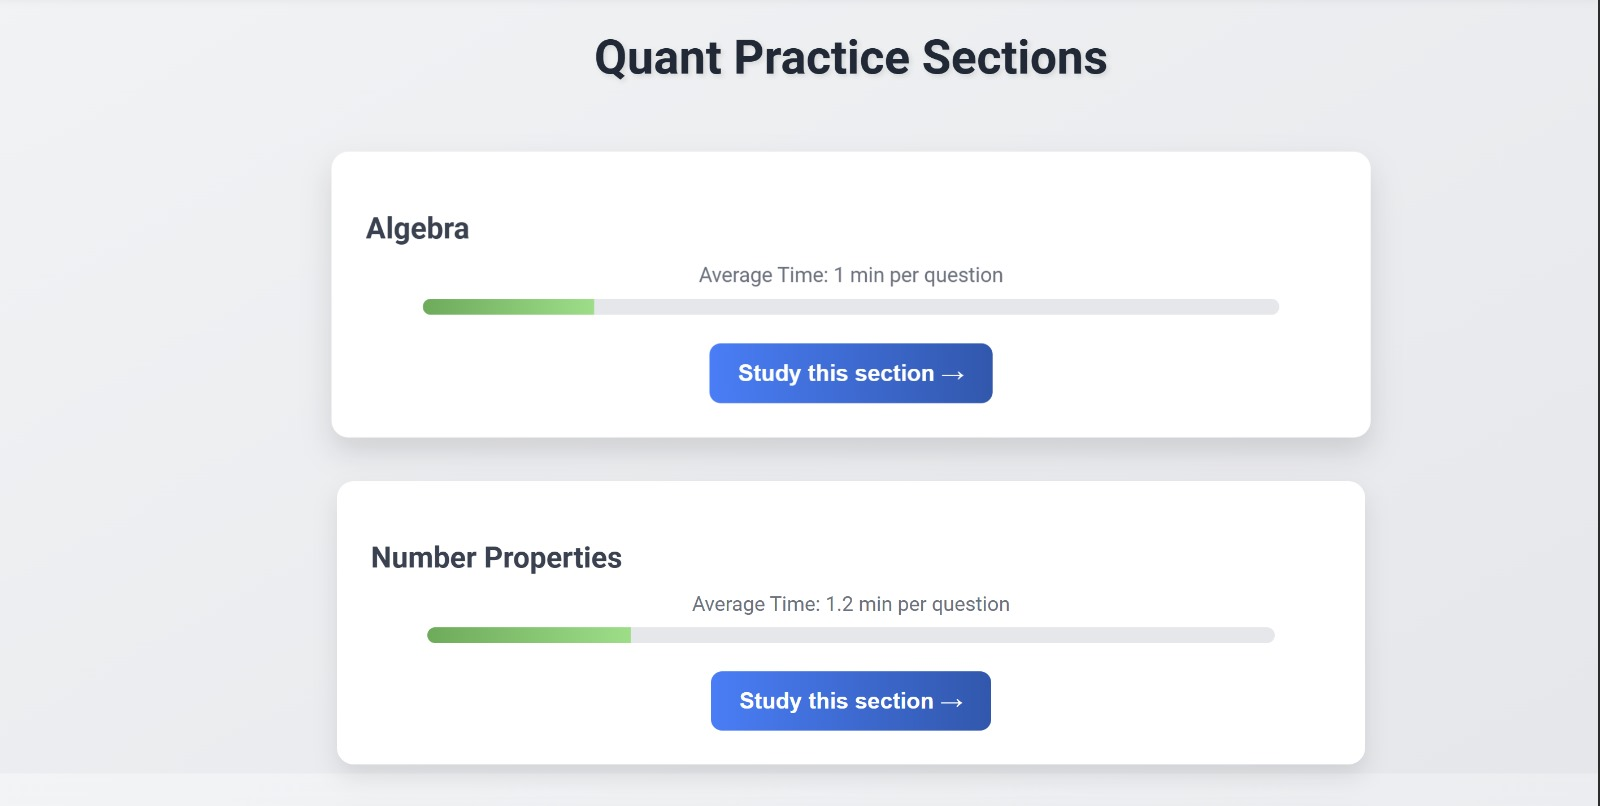 Quant Practice Sections
Algebra
Average Time: 1 min per question
Study this section →
Number Properties
Average Time: 1.2 min per question
Study this section →